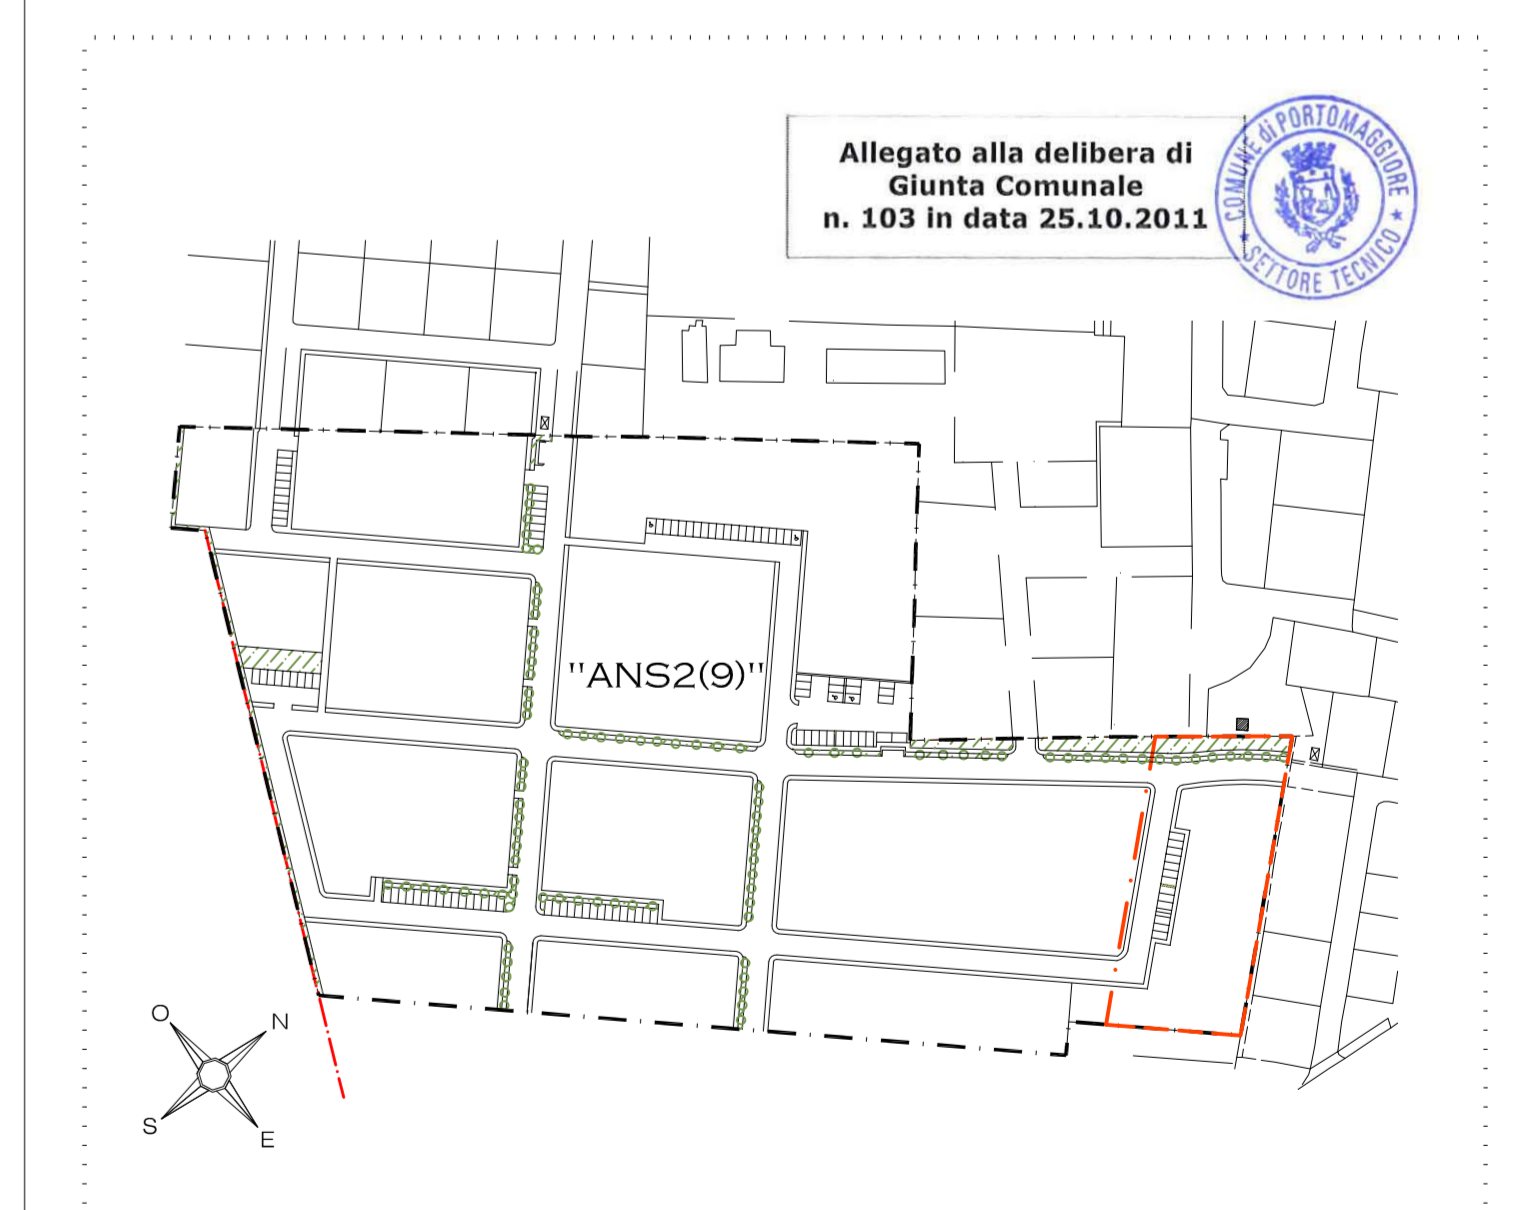 Allegato alla delibera di
Giunta Comunale
n. 103 in data 25.10.2011
COMUNE di PORTOMAGGIORE
★ SETTORE TECNICO ★
"ANS2(9)"
P
P
P
P
P
O
N
S
E